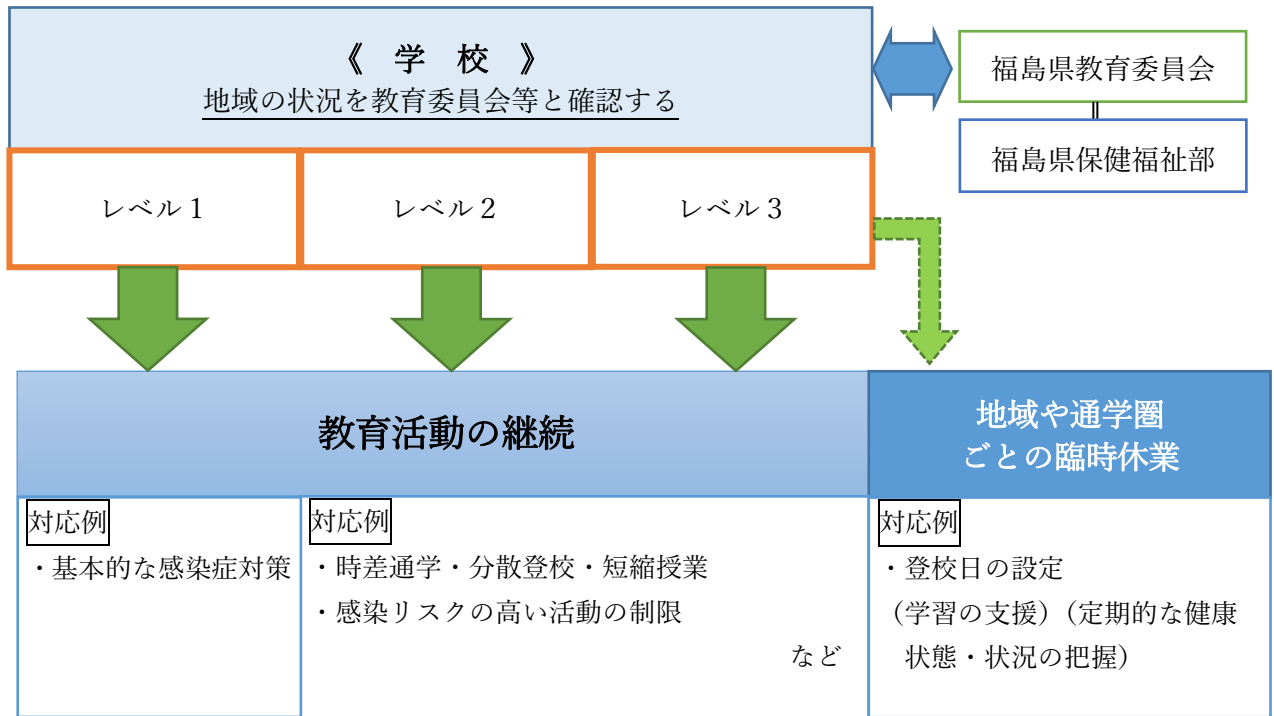 《 学 校 》
地域の状況を教育委員会等と確認する
福島県教育委員会
福島県保健福祉部
レベル１
レベル２
レベル３
教育活動の継続
地域や通学圏
ごとの臨時休業
対応例
・基本的な感染症対策
対応例
・時差通学・分散登校・短縮授業
・感染リスクの高い活動の制限
など
対応例
・登校日の設定
（学習の支援）（定期的な健康
状態・状況の把握）